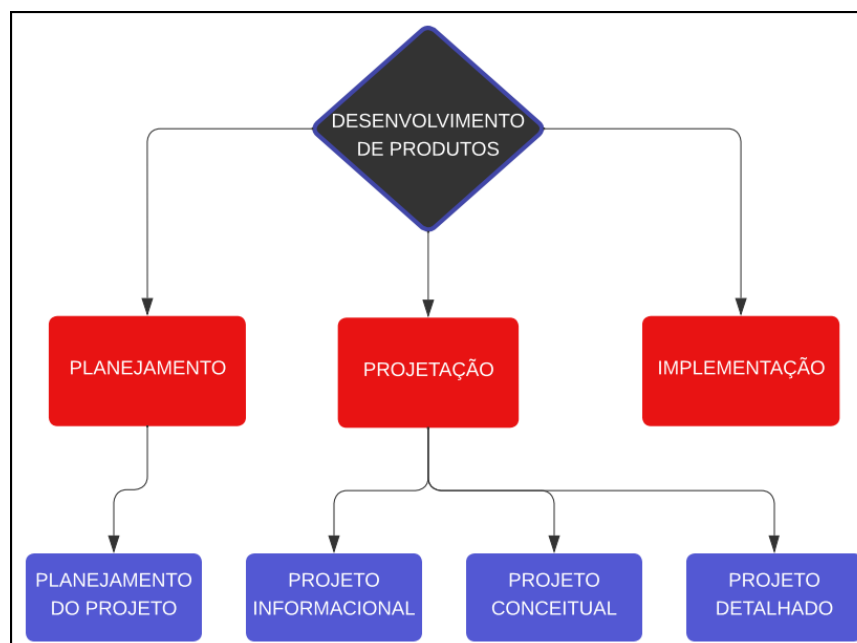 DESENVOLVIMENTO
DE PRODUTOS
PLANEJAMENTO
PROJETAÇÃO
IMPLEMENTAÇÃO
PLANEJAMENTO
DO PROJETO
PROJETO
INFORMACIONAL
PROJETO
CONCEITUAL
PROJETO
DETALHADO